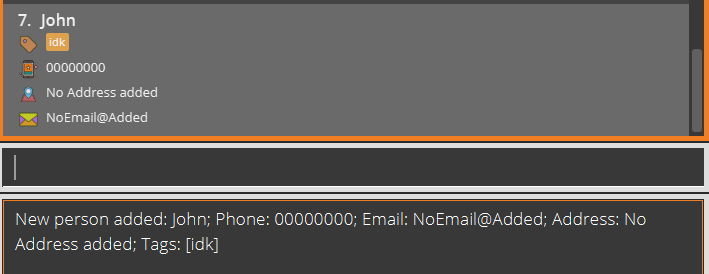 7. John
idk
00000000
No Address added
NoEmail@Added
New person added: John; Phone: 00000000; Email: NoEmail@Added; Address: No
Address added; Tags: [idk]